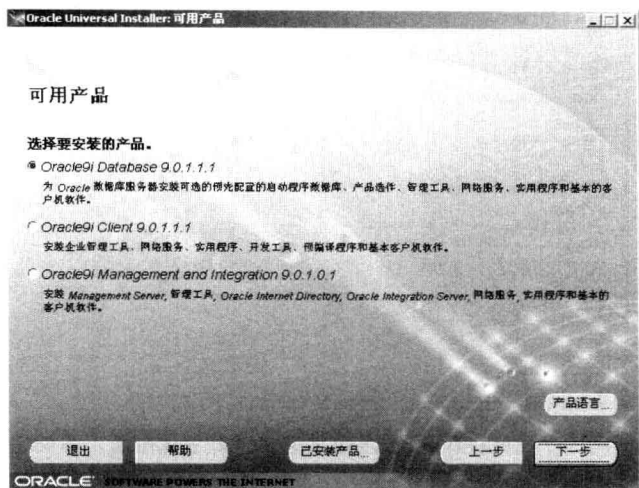 Oracle Universal Installer: 可用产品
可用产品
选择要安装的产品。
Oracle9i Database 9.0.1.1.1
为 Oracle 数据库服务器安装可选的预先配置的启动程序数据库、产品选件、管理工具、网络服务、实用程序和基本的客
户机软件。
Oracle9i Client 9.0.1.1.1
安装企业管理工具、网络服务、实用程序、开发工具、预编译程序和基本客户机软件。
Oracle9i Management and Integration 9.0.1.0.1
安装 Management Server, 管理工具, Oracle Internet Directory, Oracle Integration Server, 网络服务, 实用程序和基本的
客户机软件。
产品语言...
退出 帮助 已安装产品... 上一步 下一步
ORACLE SOFTWARE POWERS THE INTERNET